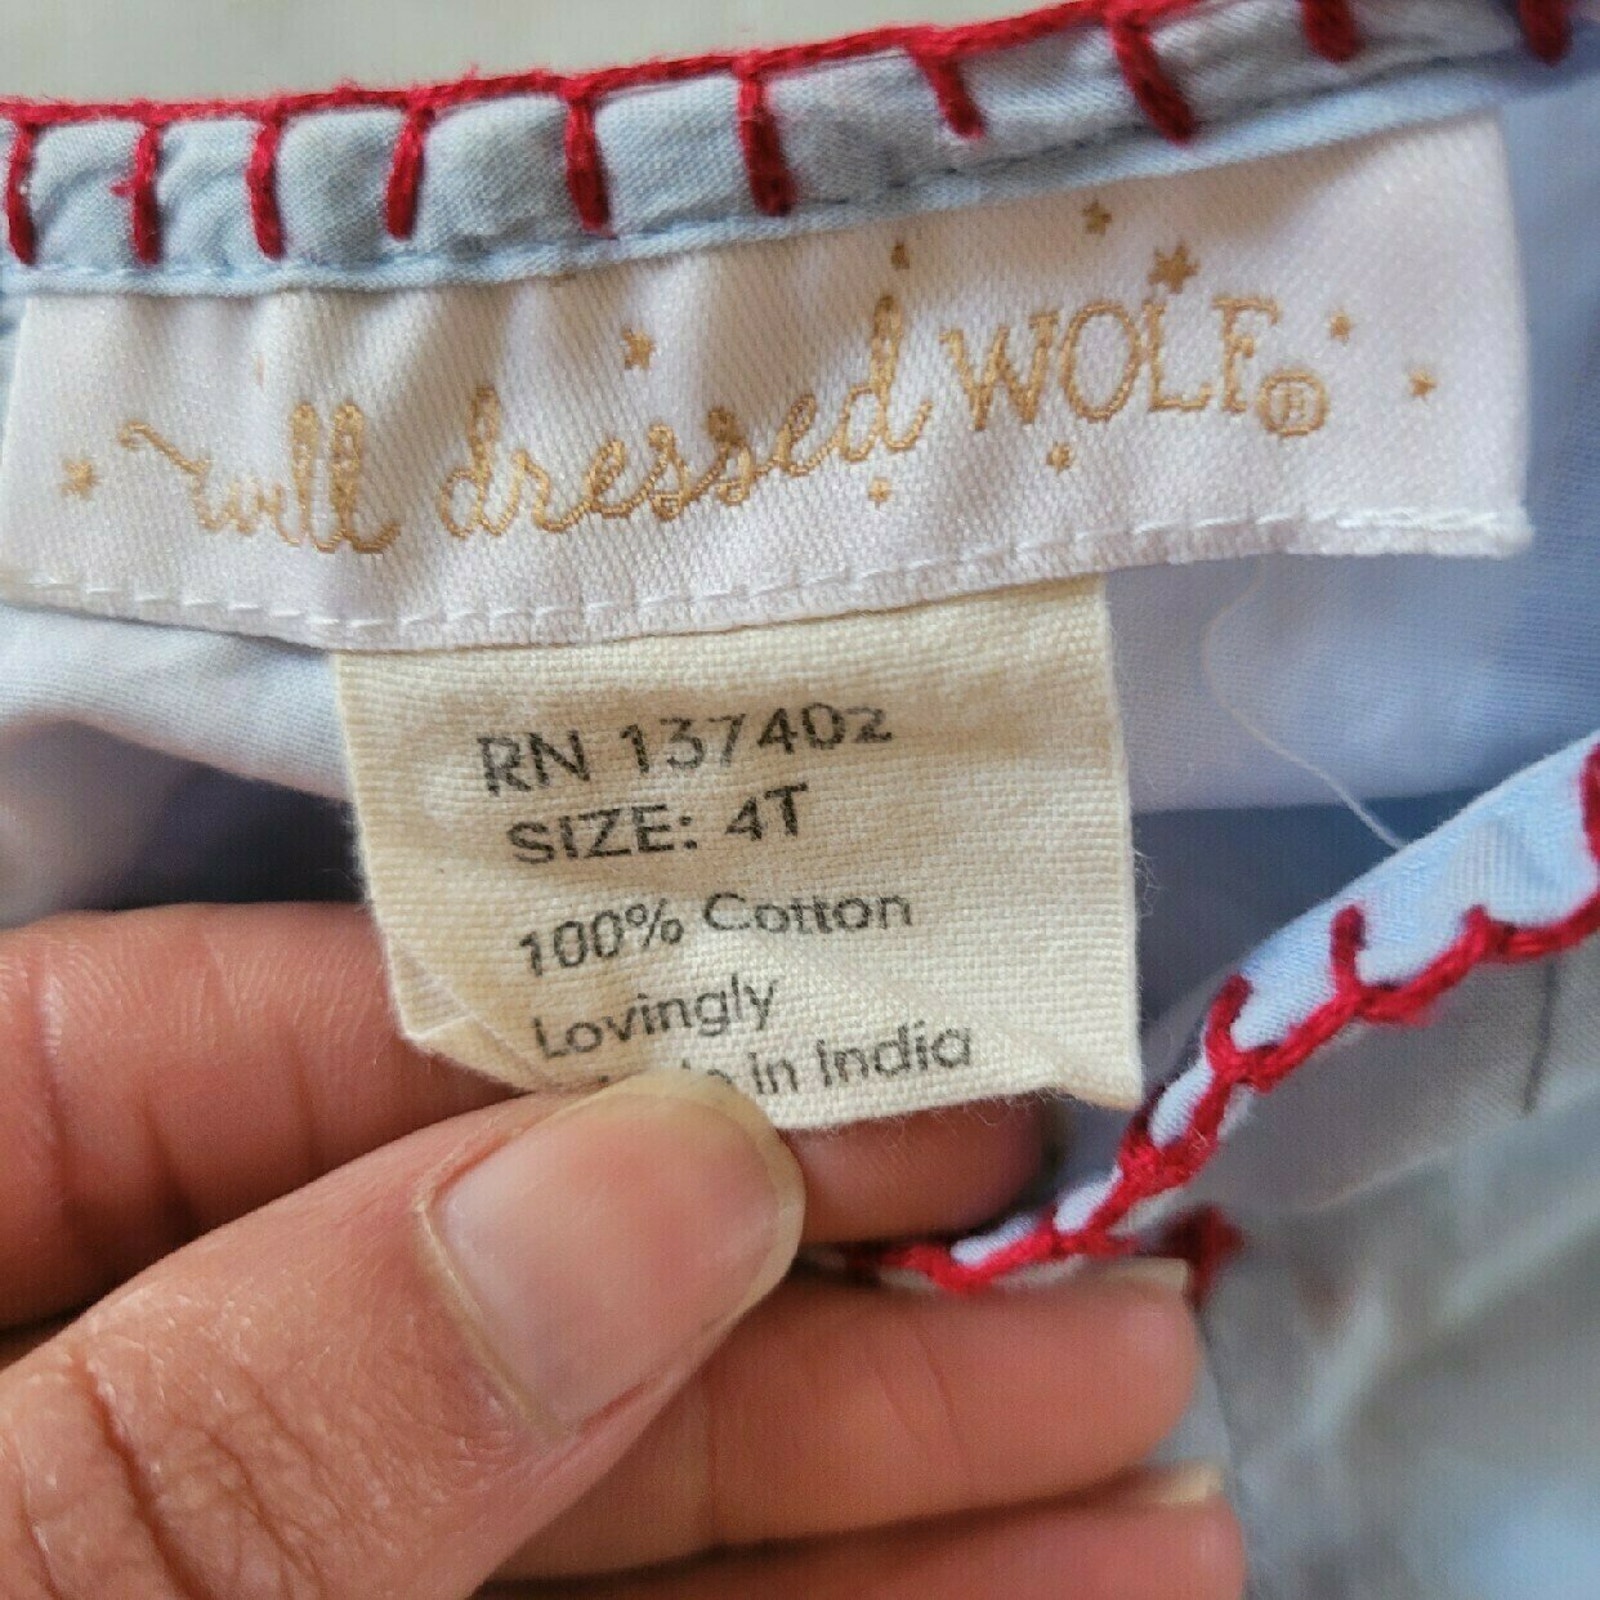 well dressed WOLF®
RN 137402
SIZE: 4T
100% Cotton
Lovingly
in India